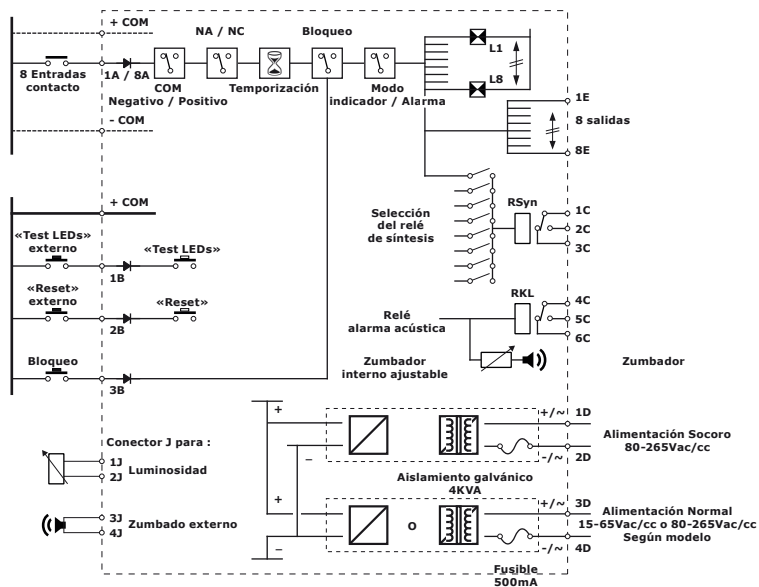 + COM
NA / NC
Bloqueo
L1
8 Entradas
contacto
1A / 8A
COM
Negativo / Positivo
Temporización
Modo
indicador / Alarma
L8
- COM
1E
8 salidas
8E
+ COM
«Test LEDs»
externo
«Test LEDs»
1B
«Reset»
externo
«Reset»
2B
Bloqueo
3B
Selección
del relé
de síntesis
RSyn
1C
2C
3C
Relé
alarma acústica
RKL
4C
5C
6C
Zumbador
interno ajustable
Zumbador
Conector J para :
1J
2J
Luminosidad
3J
4J
Zumbado externo
+
–
+/~
1D
-/~
2D
Alimentación Socoro
80-265Vac/cc
Aislamiento galvánico
4KVA
+
–
O
+/~
3D
-/~
4D
Alimentación Normal
15-65Vac/cc o 80-265Vac/cc
Según modelo
Fusible
500mA